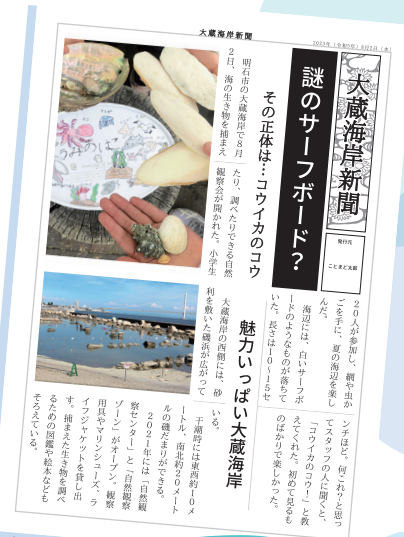 大蔵海岸新聞
2023年（令和5年）8月2日（水）
大蔵海岸新聞
発行元
ことまど太郎
謎のサーフボード？
その正体は…コウイカのコウ
明石市の大蔵海岸で８月
２日、海の生き物を捕まえ
たり、調べたりできる自然
観察会が開かれた。小学生
２０人が参加し、網や虫か
ごを手に、夏の海辺を楽し
んだ。
海辺には、白いサーフボ
ードのようなものが落ちて
いた。長さは１０～１５セ
ンチほど。何これ？と思っ
てスタッフの人に聞くと、
「コウイカのコウ！」と教
えてくれた。初めて見るも
のばかりで楽しかった。
魅力いっぱい大蔵海岸
大蔵海岸の西側には、砂
利を敷いた磯浜が広がって
いる。
干潮時には東西約１０メ
ートル、南北約２０メート
ルの磯だまりができる。
２０２１年には「自然観
察センター」と「自然観察
ゾーン」がオープン。観察
用具やマリンシューズ、ラ
イフジャケットを貸し出
す。捕まえた生き物を調べ
るための図鑑や絵本なども
そろえている。
うみのいほ